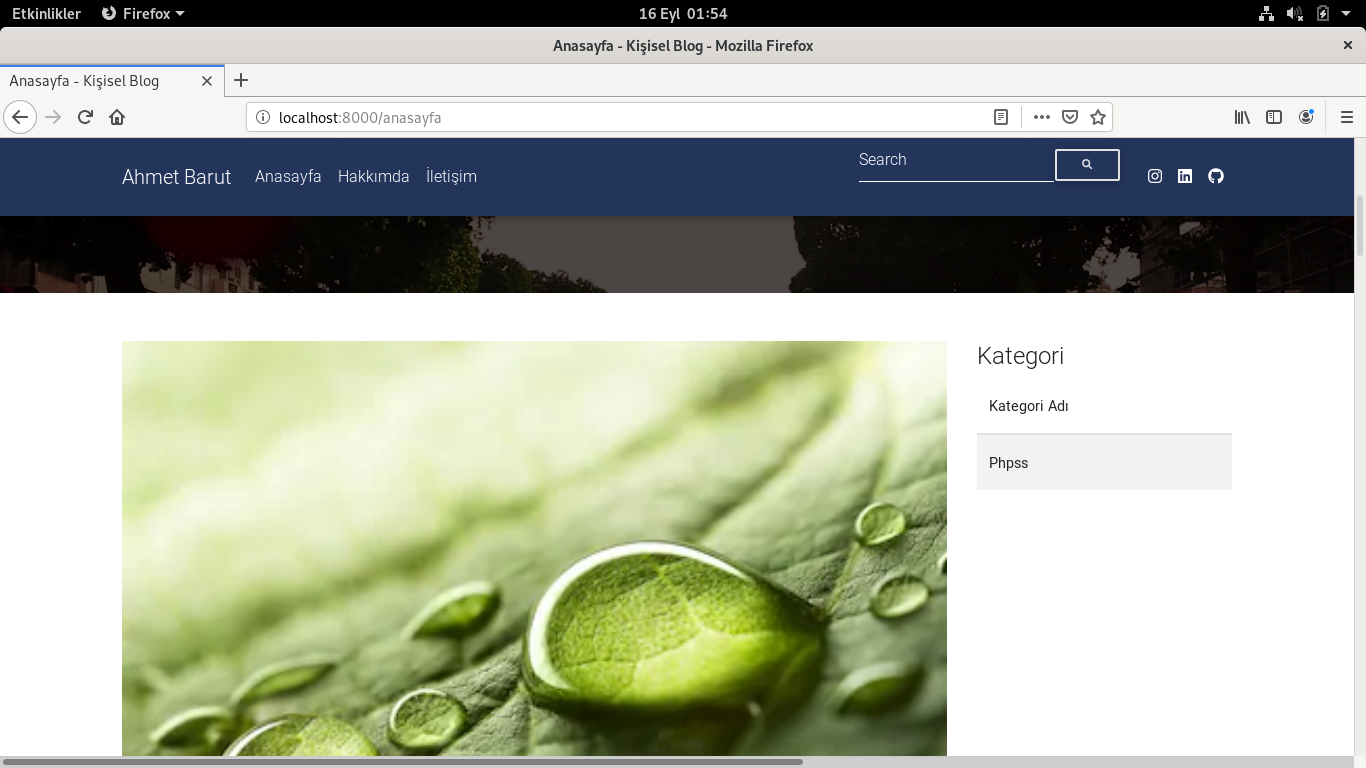 Etkinlikler Firefox 16 Eyl 01:54
Anasayfa - Kişisel Blog - Mozilla Firefox
Anasayfa - Kişisel Blog
localhost:8000/anasayfa
Ahmet Barut Anasayfa Hakkımda İletişim Search
Kategori
Kategori Adı
Phpss